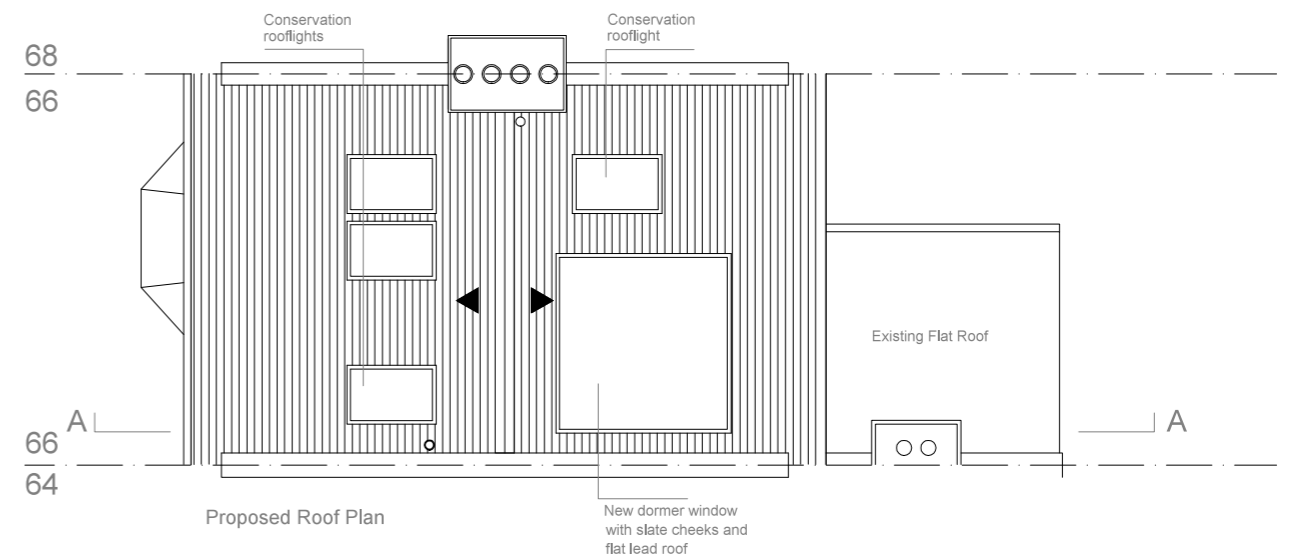 Conservation
rooflights
Conservation
rooflight
68
66
Existing Flat Roof
A
A
66
64
Proposed Roof Plan
New dormer window
with slate cheeks and
flat lead roof